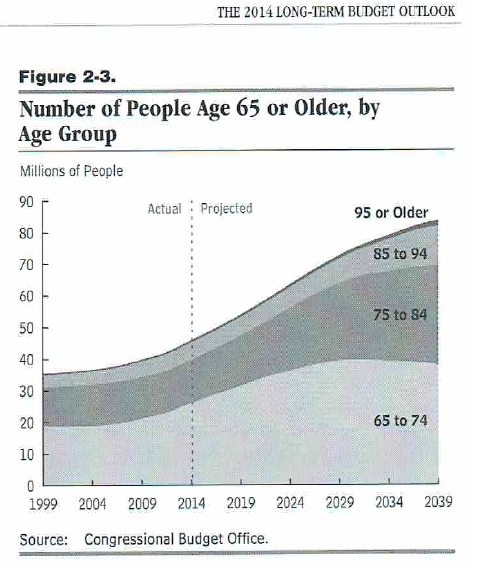 THE 2014 LONG-TERM BUDGET OUTLOOK
Figure 2-3.
Number of People Age 65 or Older, by
Age Group
Millions of People
90
Actual Projected
95 or Older
80
85 to 94
70
60
75 to 84
50
40
30
65 to 74
20
10
0
1999 2004 2009 2014 2019 2024 2029 2034 2039
Source: Congressional Budget Office.